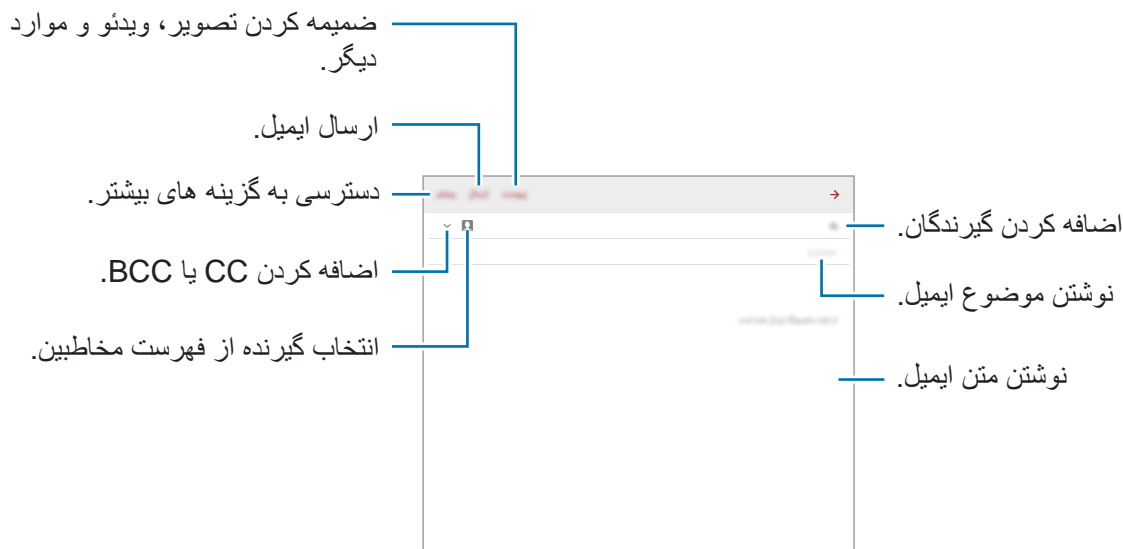 ضمیمه کردن تصویر، ویدئو و موارد
دیگر.
ارسال ایمیل.
دسترسی به گزینه های بیشتر.
اضافه کردن گیرندگان.
اضافه کردن CC یا BCC.
نوشتن موضوع ایمیل.
انتخاب گیرنده از فهرست مخاطبین.
نوشتن متن ایمیل.